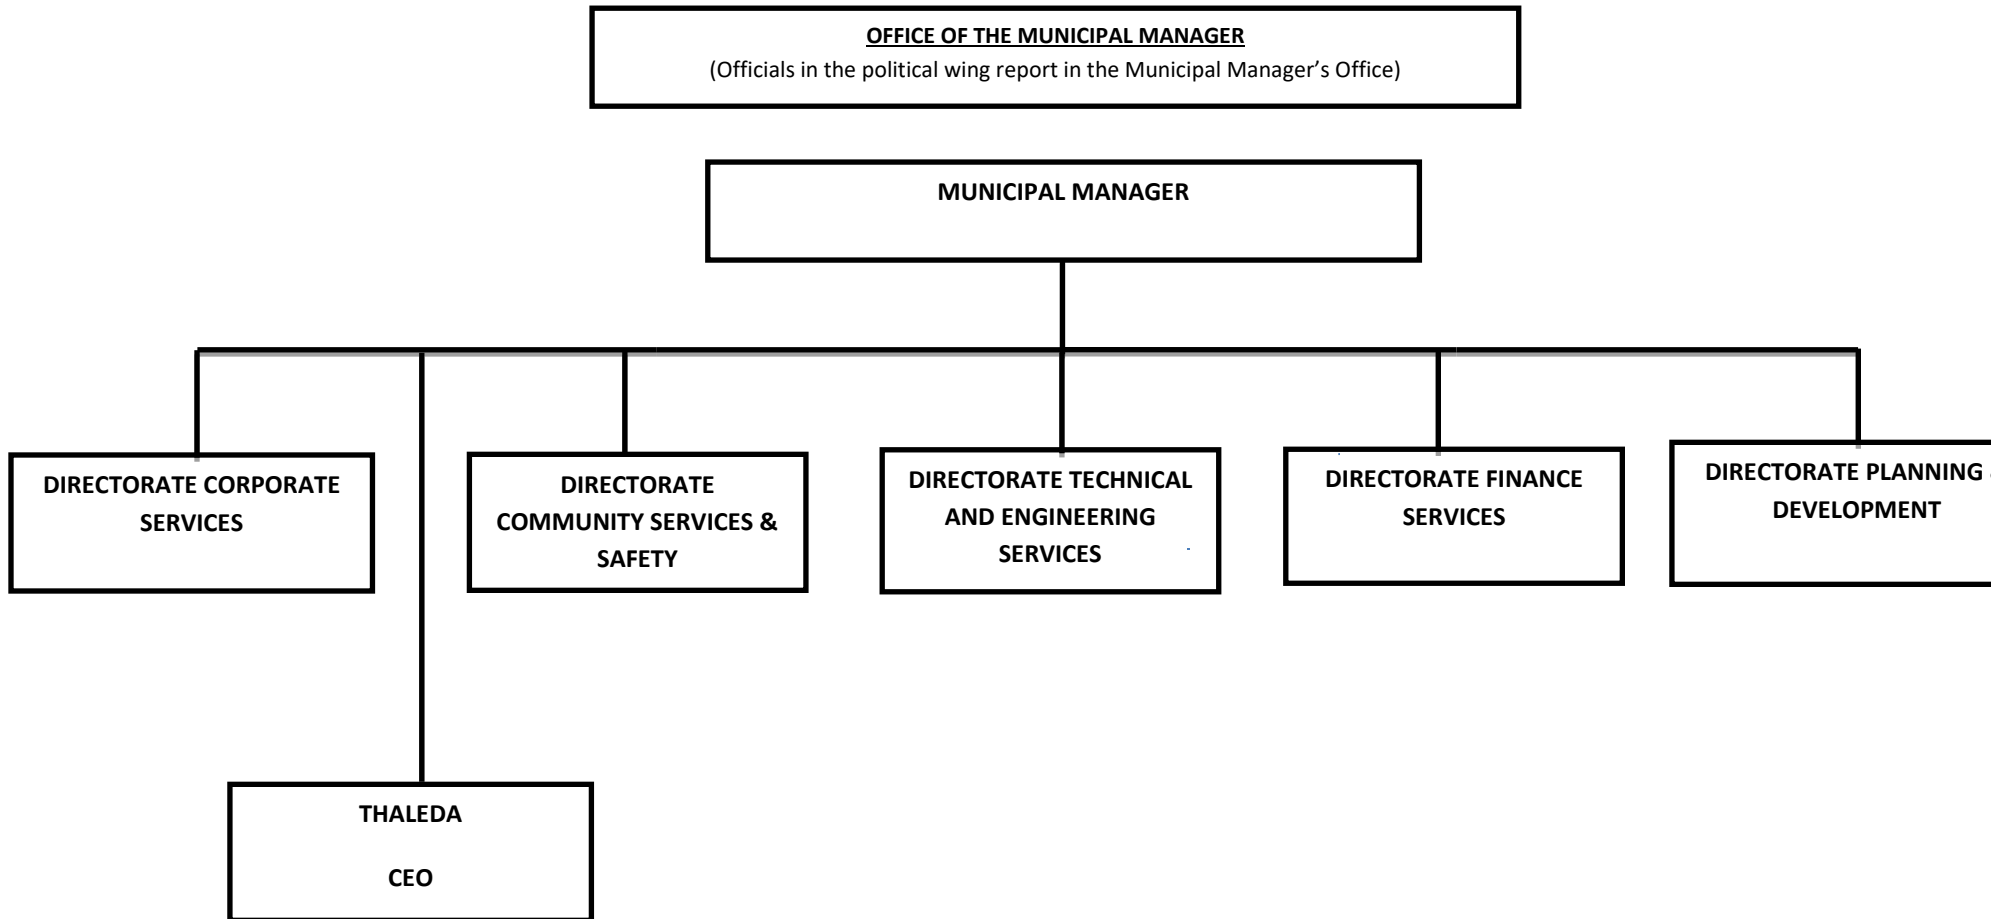 OFFICE OF THE MUNICIPAL MANAGER
(Officials in the political wing report in the Municipal Manager’s Office)
MUNICIPAL MANAGER
DIRECTORATE CORPORATE
SERVICES
DIRECTORATE
COMMUNITY SERVICES &
SAFETY
DIRECTORATE TECHNICAL
AND ENGINEERING
SERVICES
DIRECTORATE FINANCE
SERVICES
DIRECTORATE PLANNING
DEVELOPMENT
THALEDA
CEO